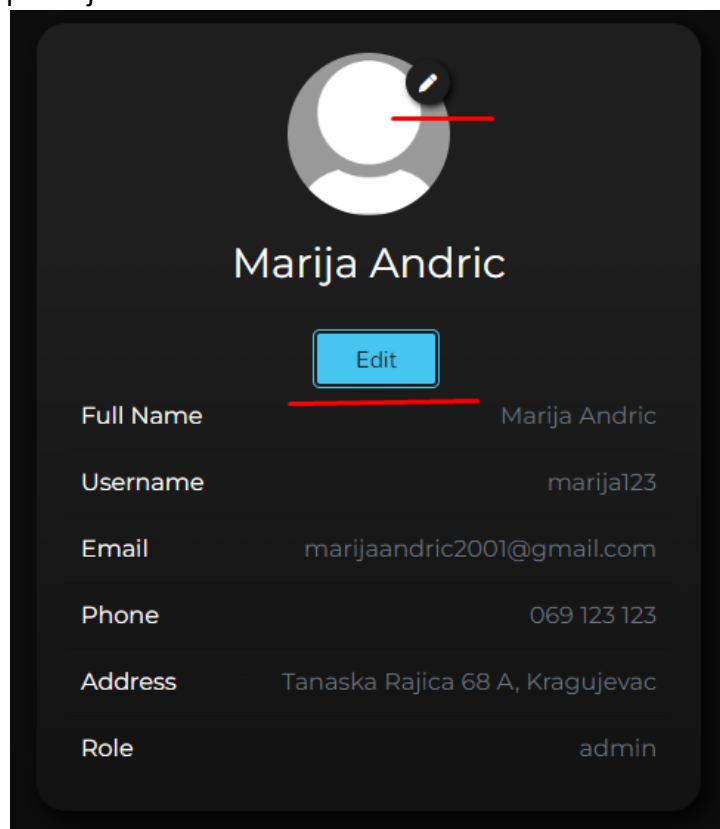 Marija Andric
Edit
Full Name Marija Andric
Username marija123
Email marijaandric2001@gmail.com
Phone 069 123 123
Address Tanaska Rajica 68 A, Kragujevac
Role admin